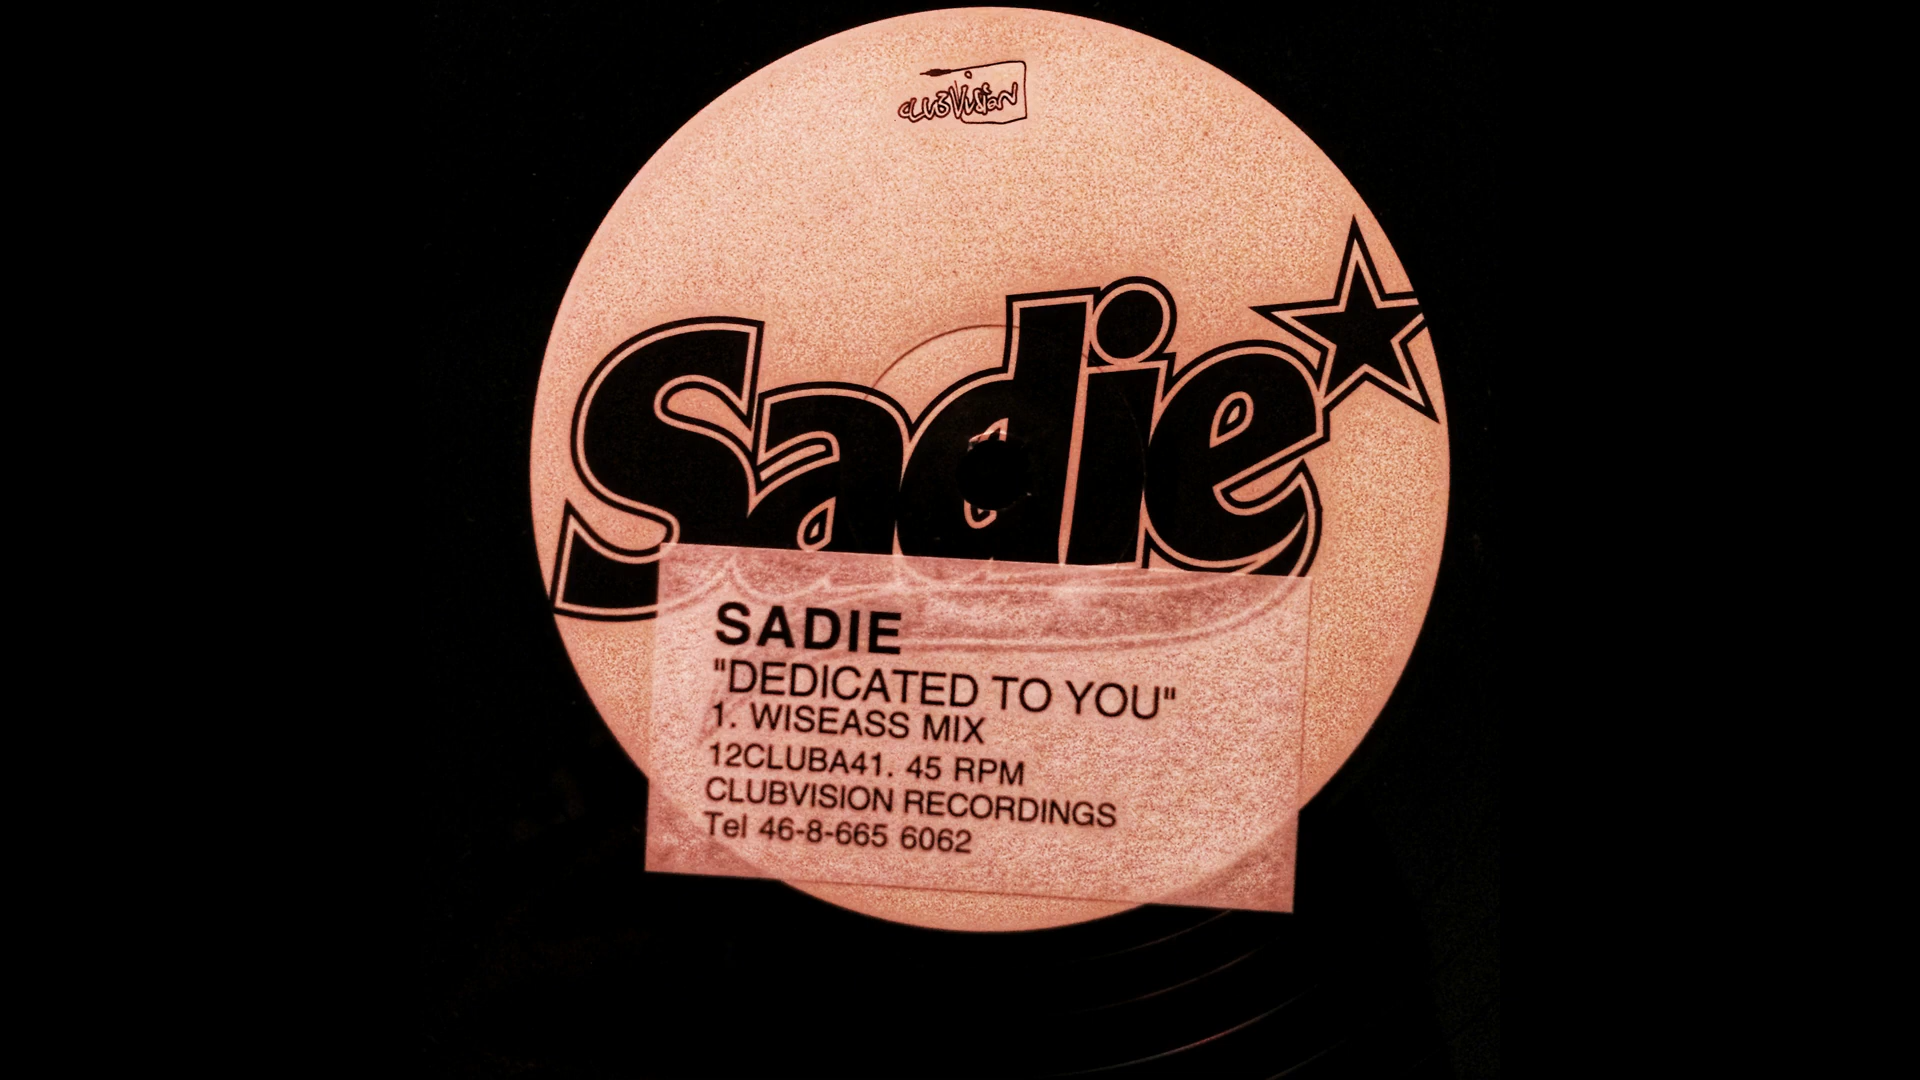 CLUBVision
Sadie
SADIE
"DEDICATED TO YOU"
1. WISEASS MIX
12CLUBA41. 45 RPM
CLUBVISION RECORDINGS
Tel 46-8-665 6062